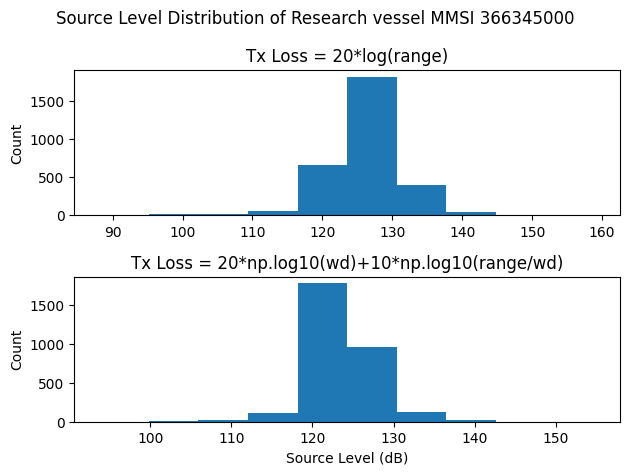 Source Level Distribution of Research vessel MMSI 366345000
Tx Loss = 20*log(range)
Count
1500
1000
500
0
90 100 110 120 130 140 150 160
Tx Loss = 20*np.log10(wd)+10*np.log10(range/wd)
Count
1500
1000
500
0
100 110 120 130 140 150
Source Level (dB)